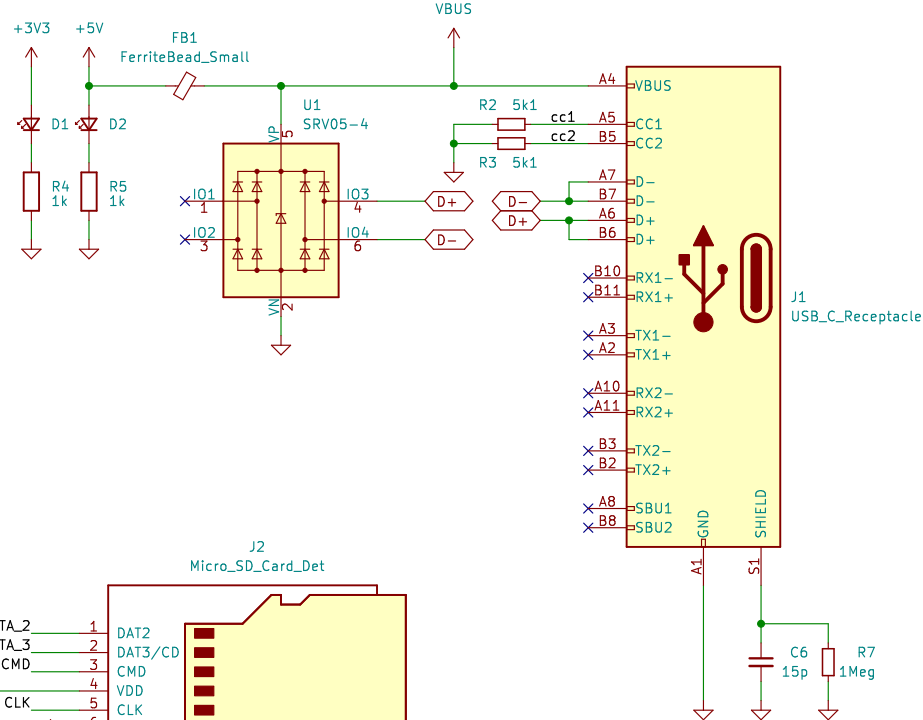 VBUS
+3V3
+5V
FB1
FerriteBead_Small
D1
D2
R4
1k
R5
1k
U1
SRV05-4
VP
5
IO1
1
IO2
3
IO3
4
IO4
6
VN
2
D+
D-
R2 5k1
R3 5k1
cc1
cc2
D-
D+
A4 VBUS
A5 CC1
B5 CC2
A7 D-
B7 D-
A6 D+
B6 D+
B10 RX1-
B11 RX1+
A3 TX1-
A2 TX1+
A10 RX2-
A11 RX2+
B3 TX2-
B2 TX2+
A8 SBU1
B8 SBU2
GND
A1
SHIELD
S1
J1
USB_C_Receptacle
C6
15p
R7
1Meg
J2
Micro_SD_Card_Det
TA_2 1 DAT2
TA_3 2 DAT3/CD
CMD 3 CMD
4 VDD
CLK 5 CLK